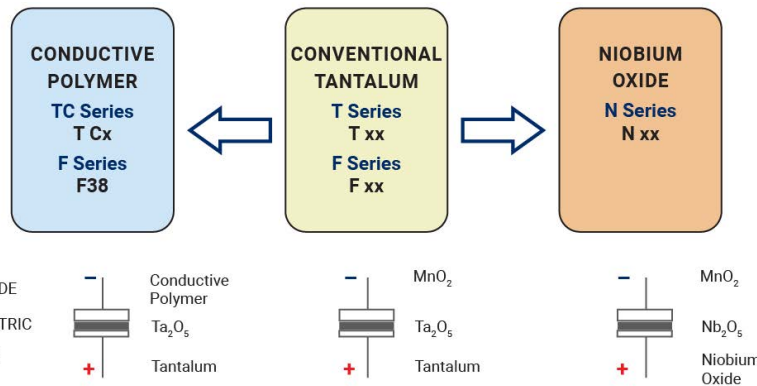 CONDUCTIVE
POLYMER
TC Series
T Cx
F Series
F38
CONVENTIONAL
TANTALUM
T Series
T xx
F Series
F xx
NIOBIUM
OXIDE
N Series
N xx
DE
TRIC
−
Conductive
Polymer
Ta₂O₅
+
Tantalum
−
MnO₂
Ta₂O₅
+
Tantalum
−
MnO₂
Nb₂O₅
+
Niobium
Oxide